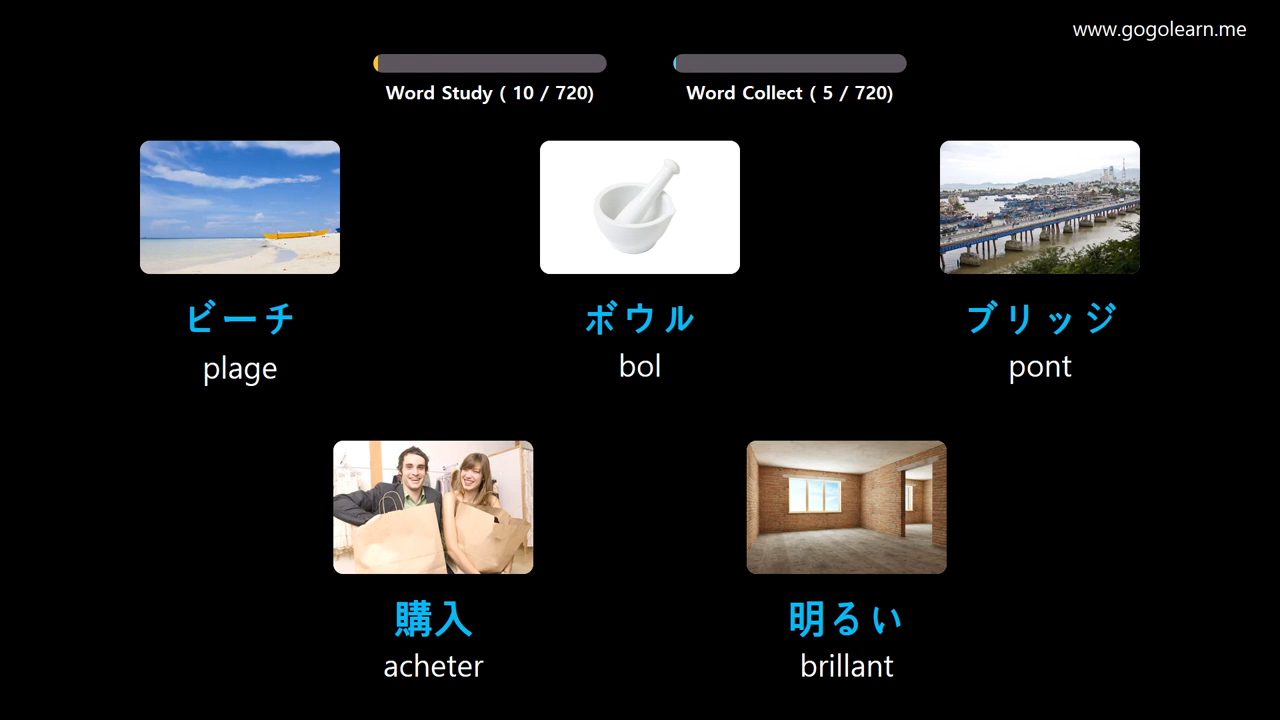 www.gogolearn.me
Word Study ( 10 / 720)
Word Collect ( 5 / 720)
ビーチ
plage
ボウル
bol
ブリッジ
pont
購入
acheter
明るい
brillant